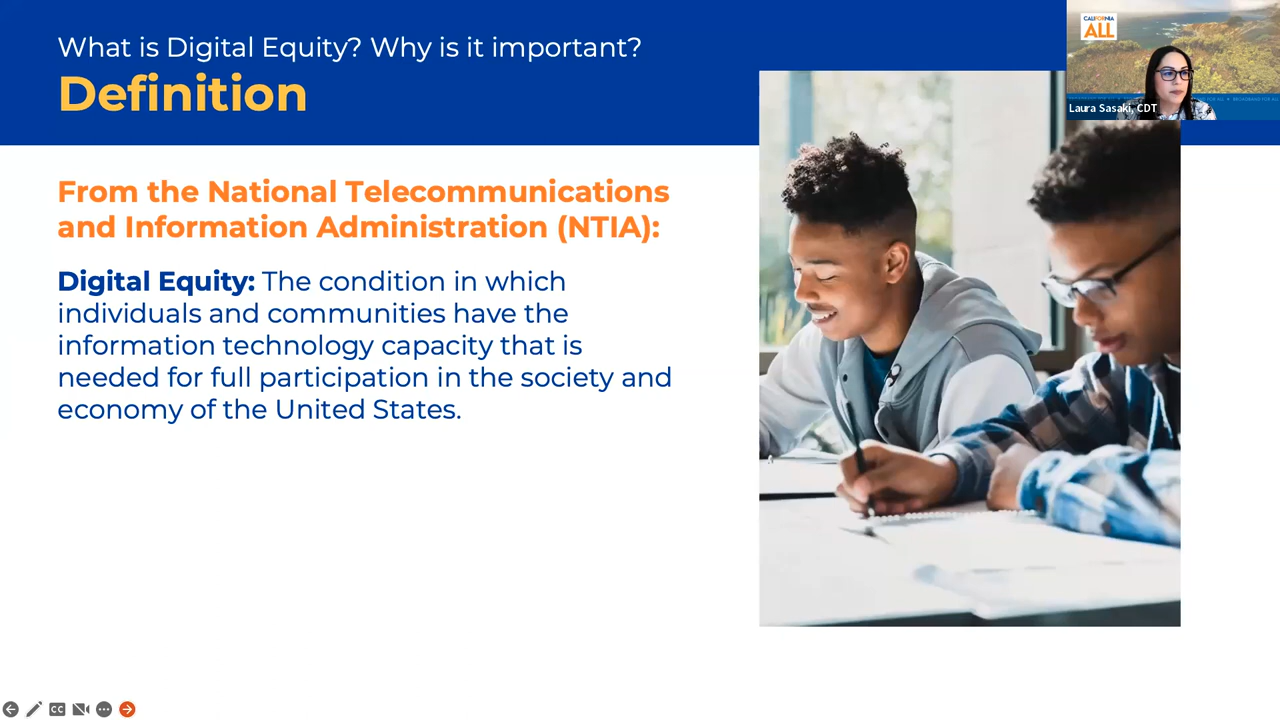 What is Digital Equity? Why is it important?
Definition
CALIFORNIA
ALL
Laura Sasaki, CDT
From the National Telecommunications
and Information Administration (NTIA):
Digital Equity: The condition in which
individuals and communities have the
information technology capacity that is
needed for full participation in the society and
economy of the United States.
CC